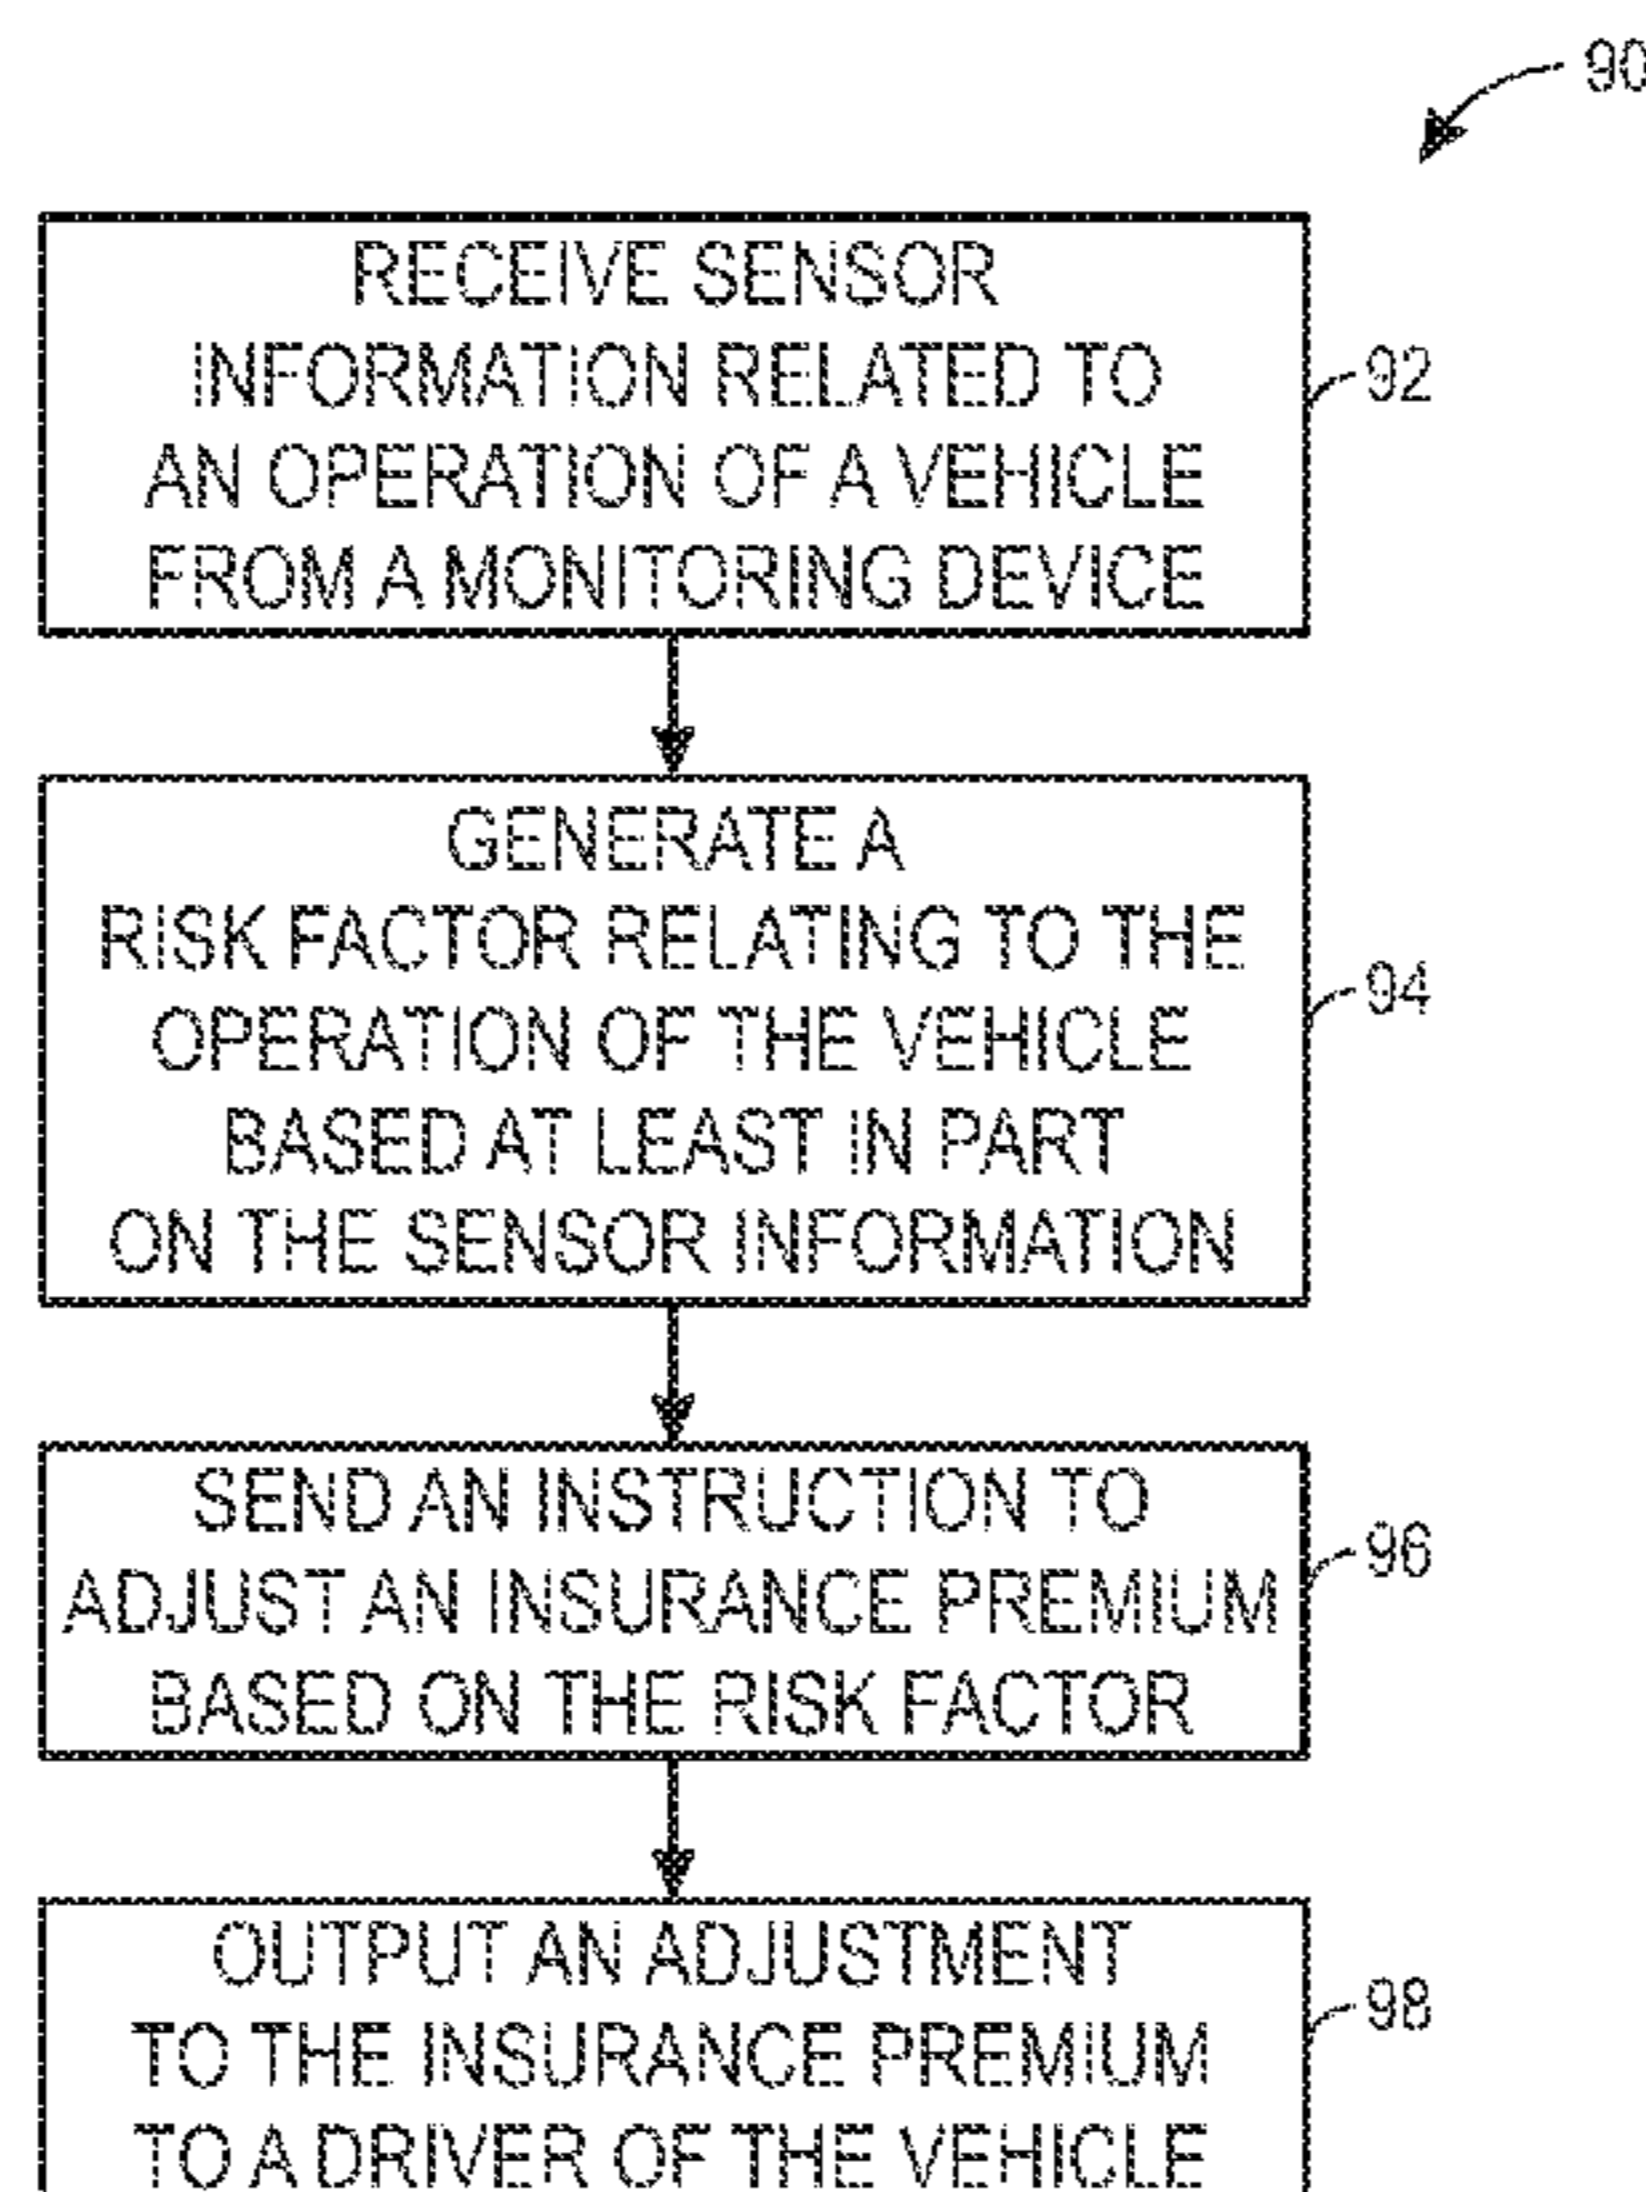 90
RECEIVE SENSOR
INFORMATION RELATED TO
AN OPERATION OF A VEHICLE
FROM A MONITORING DEVICE
92
GENERATE A
RISK FACTOR RELATING TO THE
OPERATION OF THE VEHICLE
BASED AT LEAST IN PART
ON THE SENSOR INFORMATION
94
SEND AN INSTRUCTION TO
ADJUST AN INSURANCE PREMIUM
BASED ON THE RISK FACTOR
96
OUTPUT AN ADJUSTMENT
TO THE INSURANCE PREMIUM
TO A DRIVER OF THE VEHICLE
98